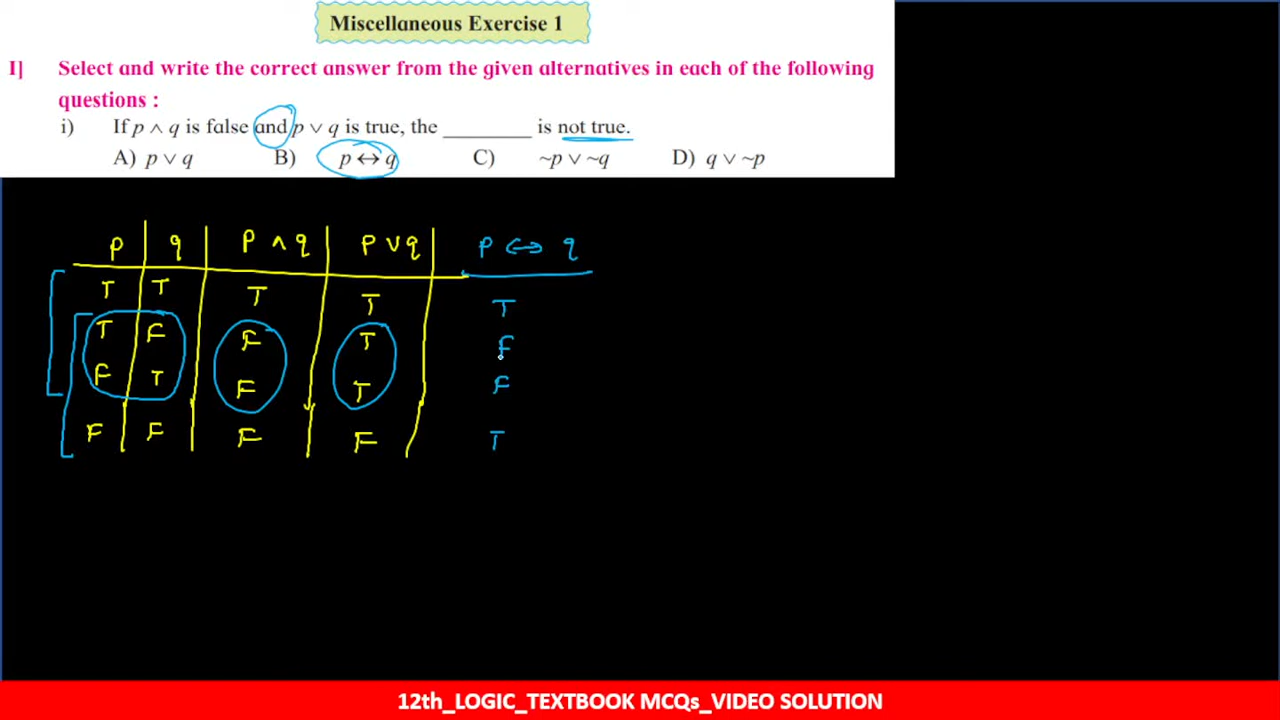 Miscellaneous Exercise 1
I] Select and write the correct answer from the given alternatives in each of the following
questions :
i) If p ∧ q is false and p ∨ q is true, the ________ is not true.
A) p ∨ q B) p ↔ q C) ~p ∨ ~q D) q ∨ ~p
p q p ∧ q p ∨ q p ↔ q
T T T T T
T F F T F
F T F T F
F F F F T
12th_LOGIC_TEXTBOOK MCQs_VIDEO SOLUTION